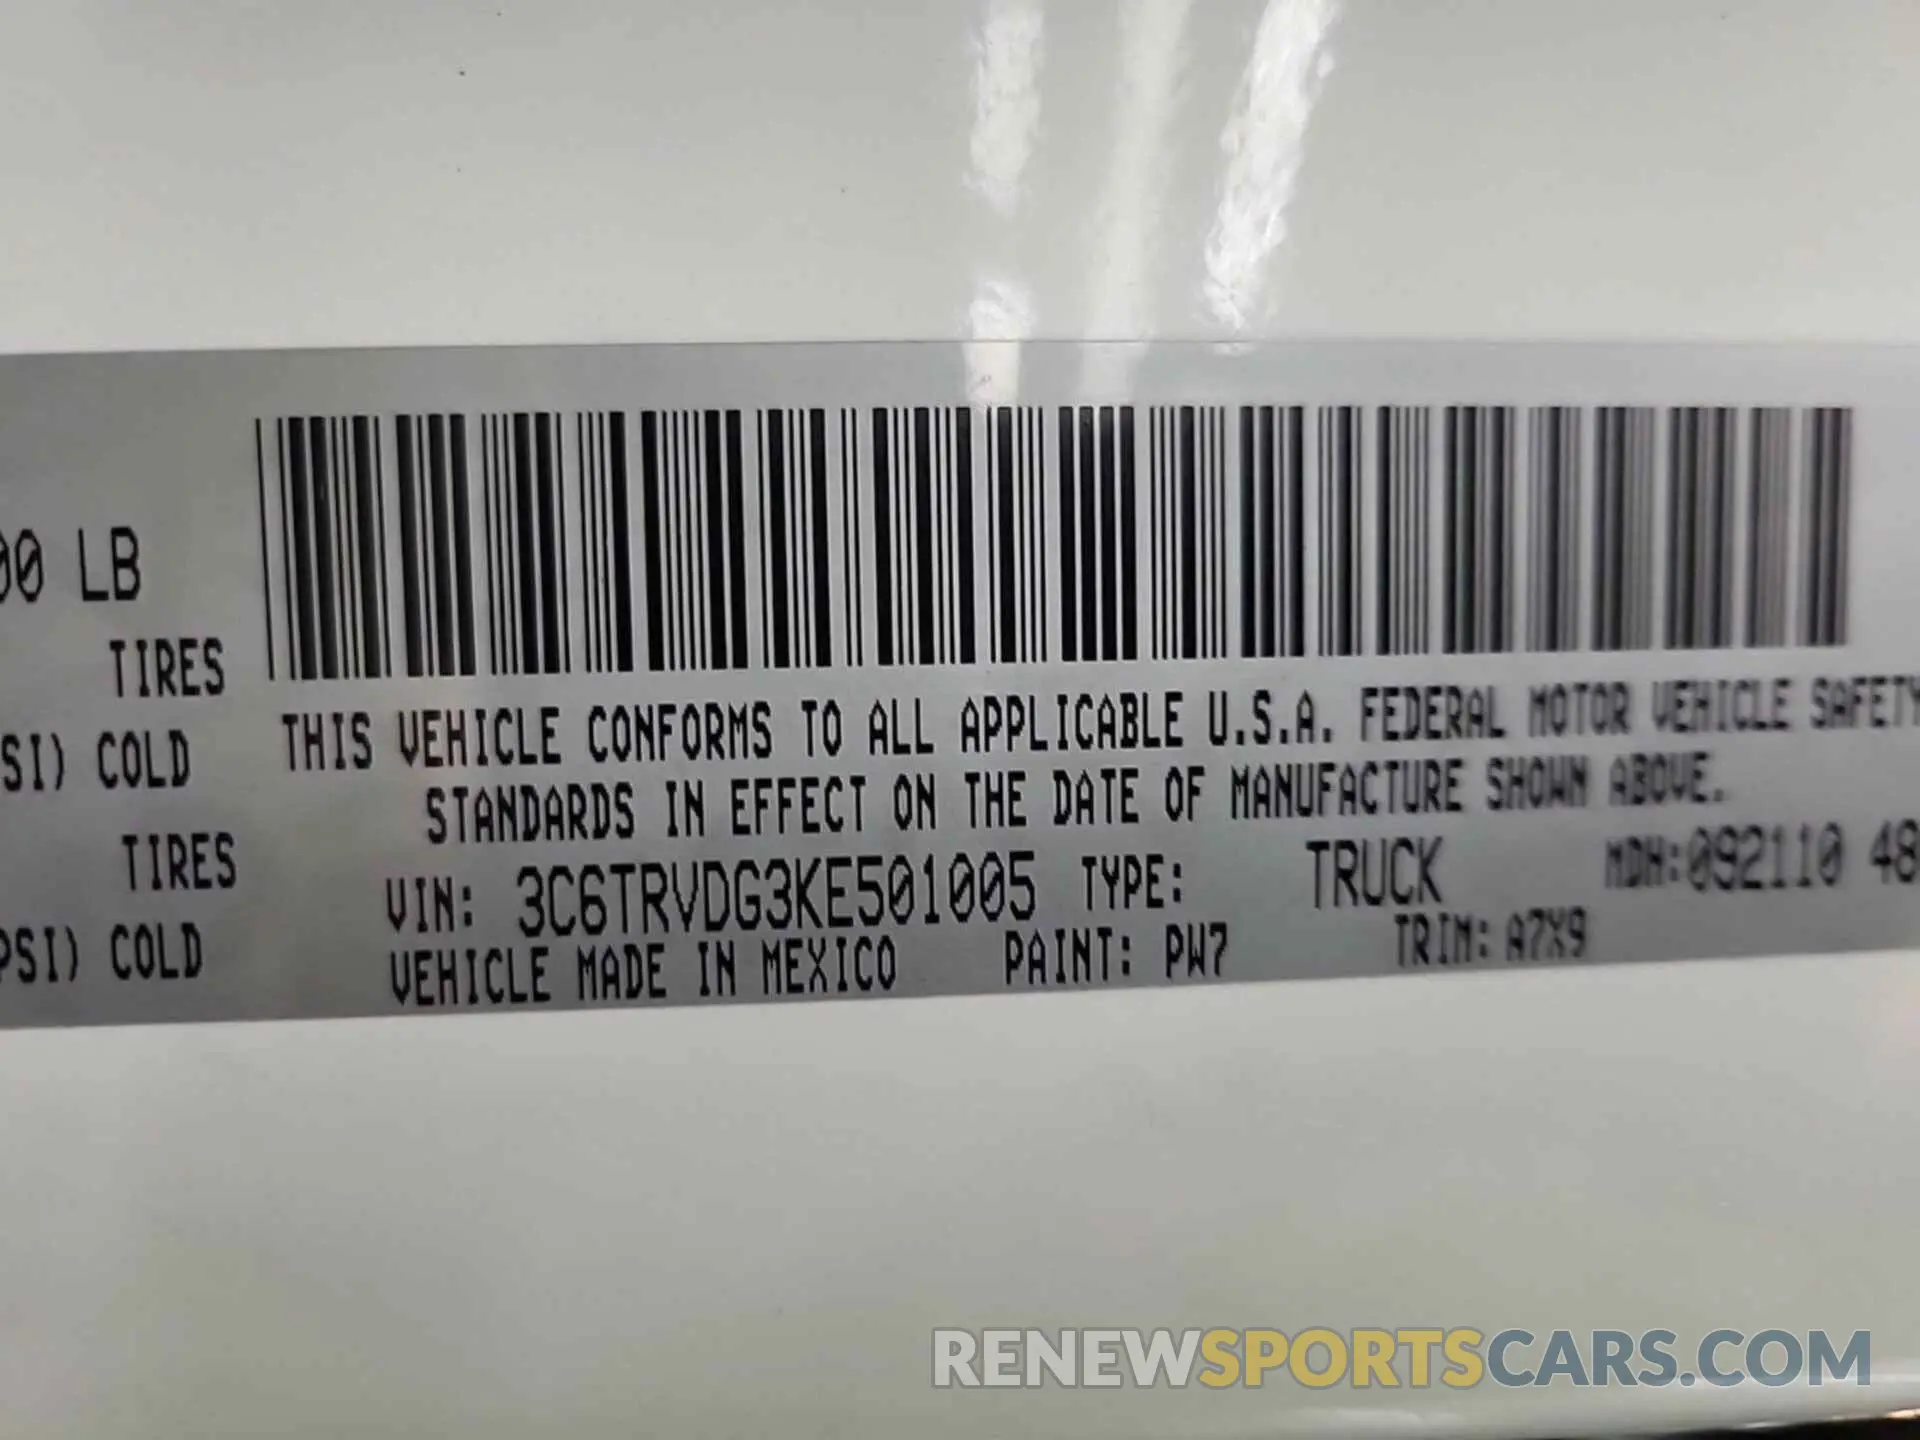 00 LB
TIRES
SI) COLD
TIRES
PSI) COLD
THIS VEHICLE CONFORMS TO ALL APPLICABLE U.S.A. FEDERAL MOTOR VEHICLE SAFETY
STANDARDS IN EFFECT ON THE DATE OF MANUFACTURE SHOWN ABOVE.
VIN: 3C6TRVDG3KE501005 TYPE: TRUCK MDH:092110 48
VEHICLE MADE IN MEXICO PAINT: PW7 TRIM: A7X9
RENEWSPORTSCARS.COM